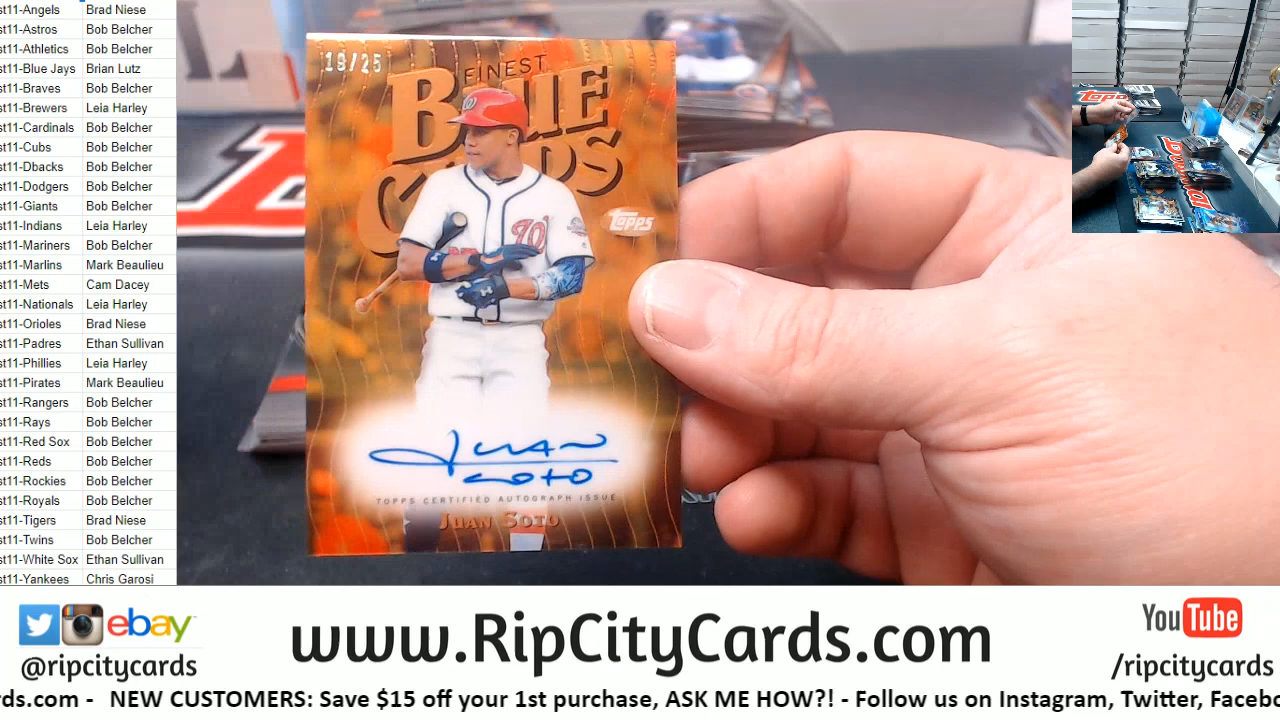 st11-Angels Brad Niese
st11-Astros Bob Belcher
st11-Athletics Bob Belcher
st11-Blue Jays Brian Lutz
st11-Braves Bob Belcher
st11-Brewers Leia Harley
st11-Cardinals Bob Belcher
st11-Cubs Bob Belcher
st11-Dbacks Bob Belcher
st11-Dodgers Bob Belcher
st11-Giants Bob Belcher
st11-Indians Leia Harley
st11-Mariners Bob Belcher
st11-Marlins Mark Beaulieu
st11-Mets Cam Dacey
st11-Nationals Leia Harley
st11-Orioles Brad Niese
st11-Padres Ethan Sullivan
st11-Phillies Leia Harley
st11-Pirates Mark Beaulieu
st11-Rangers Bob Belcher
st11-Rays Bob Belcher
st11-Red Sox Bob Belcher
st11-Reds Bob Belcher
st11-Rockies Bob Belcher
st11-Royals Bob Belcher
st11-Tigers Brad Niese
st11-Twins Bob Belcher
st11-White Sox Ethan Sullivan
st11-Yankees Chris Garosi
FINEST
W
Topps
W
Juan
Soto
TOPPS CERTIFIED AUTOGRAPH ISSUE
JUAN SOTO
ebay
@ripcitycards
www.RipCityCards.com
YouTube
/ripcitycards
rds.com - NEW CUSTOMERS: Save $15 off your 1st purchase, ASK ME HOW?! - Follow us on Instagram, Twitter, Facebo